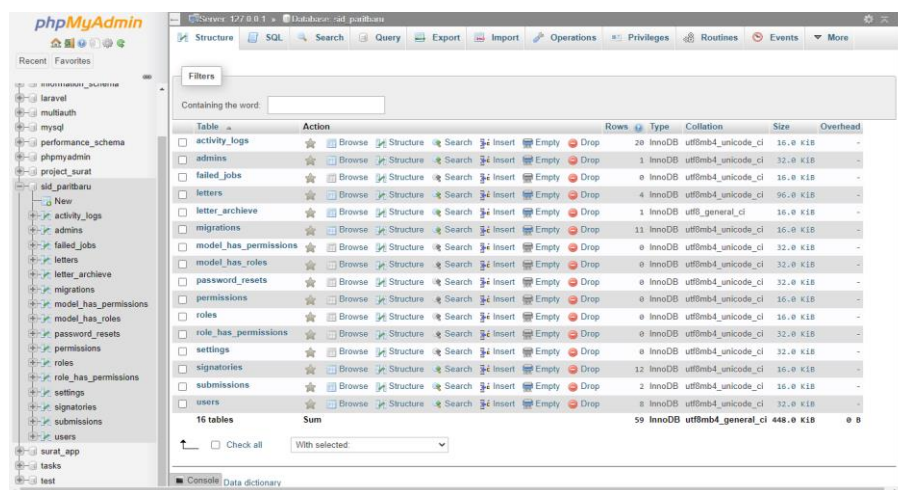 phpMyAdmin
Recent Favorites
information_schema
laravel
multiauth
mysql
performance_schema
phpmyadmin
project_surat
sid_paritbaru
New
activity_logs
admins
failed_jobs
letters
letter_archieve
migrations
model_has_permissions
model_has_roles
password_resets
permissions
roles
role_has_permissions
settings
signatories
submissions
users
surat_app
tasks
test
Server: 127.0.0.1 » Database: sid_paritbaru
Structure SQL Search Query Export Import Operations Privileges Routines Events More
Filters
Containing the word:
Table Action Rows Type Collation Size Overhead
activity_logs Browse Structure Search Insert Empty Drop 20 InnoDB utf8mb4_unicode_ci 16.0 KiB -
admins Browse Structure Search Insert Empty Drop 1 InnoDB utf8mb4_unicode_ci 32.0 KiB -
failed_jobs Browse Structure Search Insert Empty Drop 0 InnoDB utf8mb4_unicode_ci 16.0 KiB -
letters Browse Structure Search Insert Empty Drop 4 InnoDB utf8mb4_unicode_ci 96.0 KiB -
letter_archieve Browse Structure Search Insert Empty Drop 1 InnoDB utf8_general_ci 16.0 KiB -
migrations Browse Structure Search Insert Empty Drop 11 InnoDB utf8mb4_unicode_ci 16.0 KiB -
model_has_permissions Browse Structure Search Insert Empty Drop 0 InnoDB utf8mb4_unicode_ci 32.0 KiB -
model_has_roles Browse Structure Search Insert Empty Drop 0 InnoDB utf8mb4_unicode_ci 32.0 KiB -
password_resets Browse Structure Search Insert Empty Drop 0 InnoDB utf8mb4_unicode_ci 32.0 KiB -
permissions Browse Structure Search Insert Empty Drop 0 InnoDB utf8mb4_unicode_ci 16.0 KiB -
roles Browse Structure Search Insert Empty Drop 0 InnoDB utf8mb4_unicode_ci 16.0 KiB -
role_has_permissions Browse Structure Search Insert Empty Drop 0 InnoDB utf8mb4_unicode_ci 32.0 KiB -
settings Browse Structure Search Insert Empty Drop 0 InnoDB utf8mb4_unicode_ci 32.0 KiB -
signatories Browse Structure Search Insert Empty Drop 12 InnoDB utf8mb4_unicode_ci 16.0 KiB -
submissions Browse Structure Search Insert Empty Drop 2 InnoDB utf8mb4_unicode_ci 16.0 KiB -
users Browse Structure Search Insert Empty Drop 8 InnoDB utf8mb4_unicode_ci 32.0 KiB -
16 tables Sum 59 InnoDB utf8mb4_general_ci 448.0 KiB 0 B
Check all With selected:
Console Data dictionary